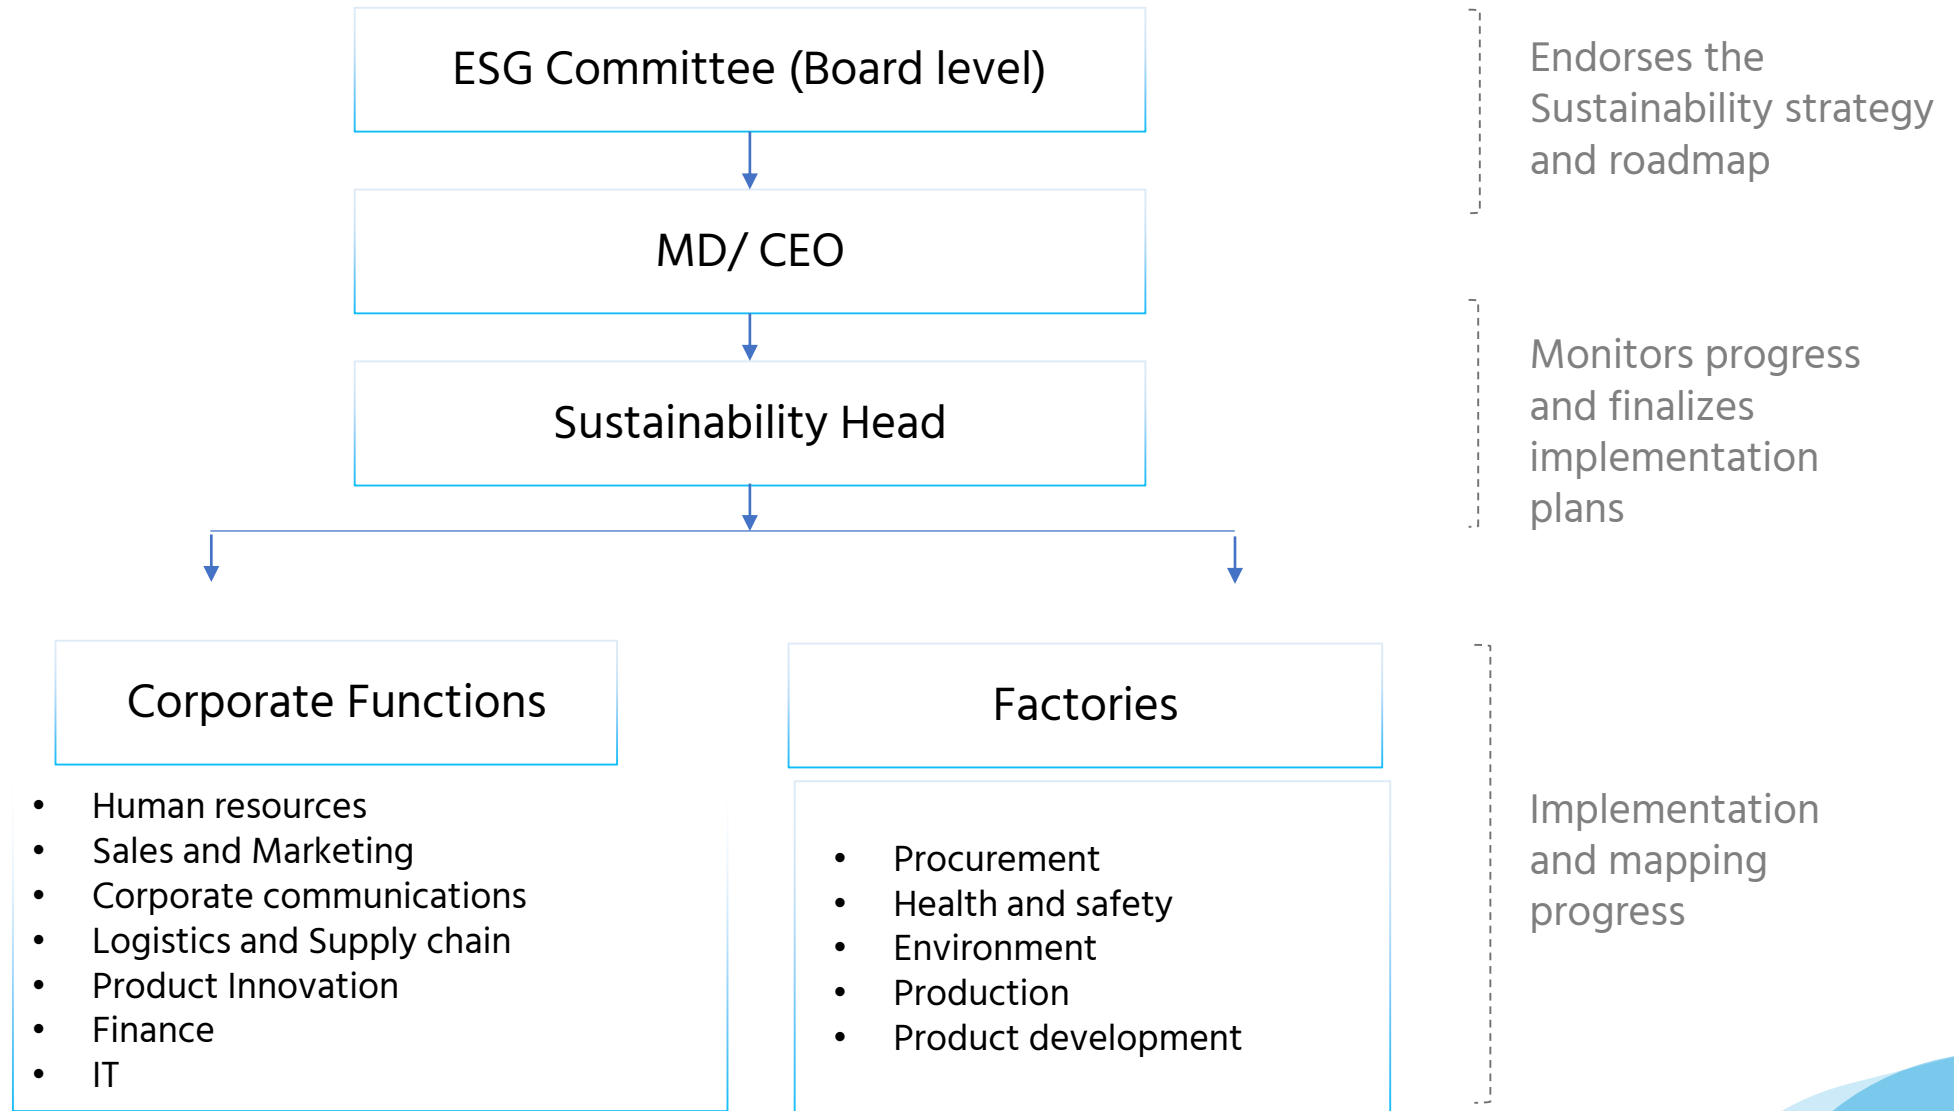 ESG Committee (Board level)
Endorses the
Sustainability strategy
and roadmap
MD/ CEO
Sustainability Head
Monitors progress
and finalizes
implementation
plans
Corporate Functions
• Human resources
• Sales and Marketing
• Corporate communications
• Logistics and Supply chain
• Product Innovation
• Finance
• IT
Factories
• Procurement
• Health and safety
• Environment
• Production
• Product development
Implementation
and mapping
progress